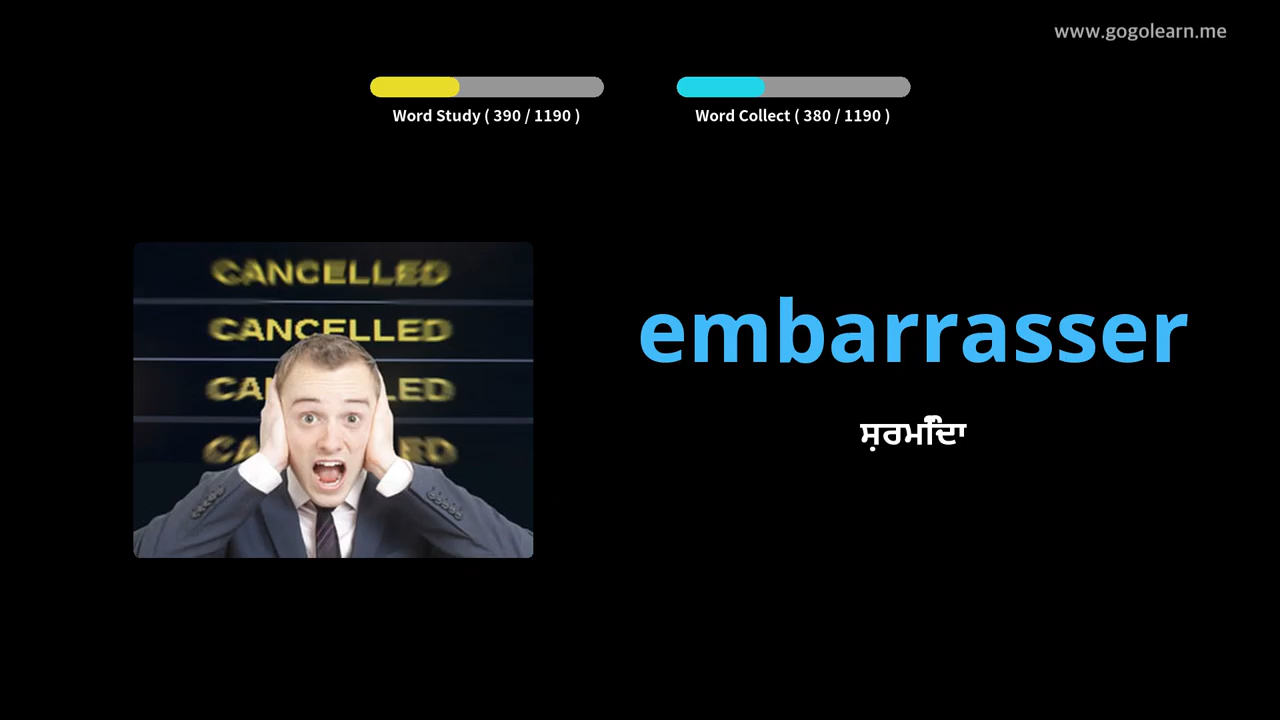 www.gogolearn.me
Word Study ( 390 / 1190 )
Word Collect ( 380 / 1190 )
CANCELLED
CANCELLED
embarrasser
ਸ਼ਰਮਿੰਦਾ